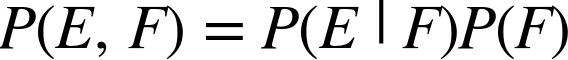 P(E, F) = P(E | F)P(F)